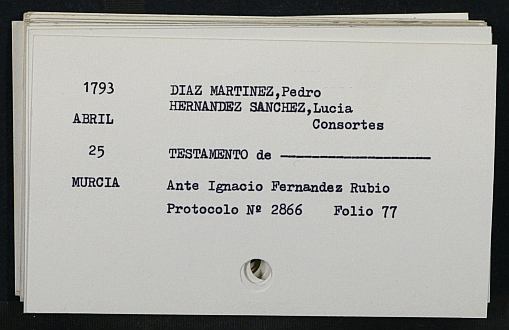 1793 DIAZ MARTINEZ,Pedro
HERNANDEZ SANCHEZ,Lucia
ABRIL Consortes
25 TESTAMENTO de ————————————
MURCIA Ante Ignacio Fernandez Rubio
Protocolo Nº 2866 Folio 77